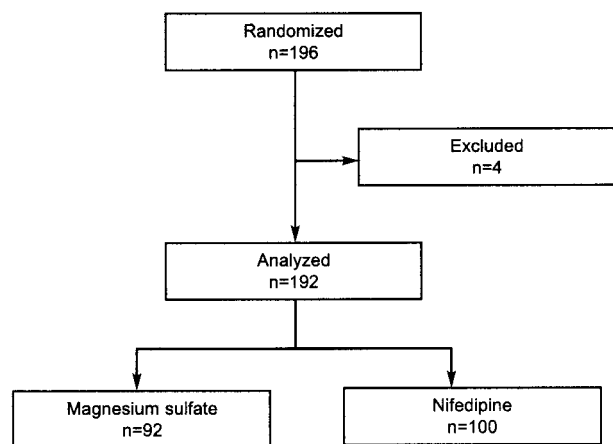 Randomized
n=196
Excluded
n=4
Analyzed
n=192
Magnesium sulfate
n=92
Nifedipine
n=100